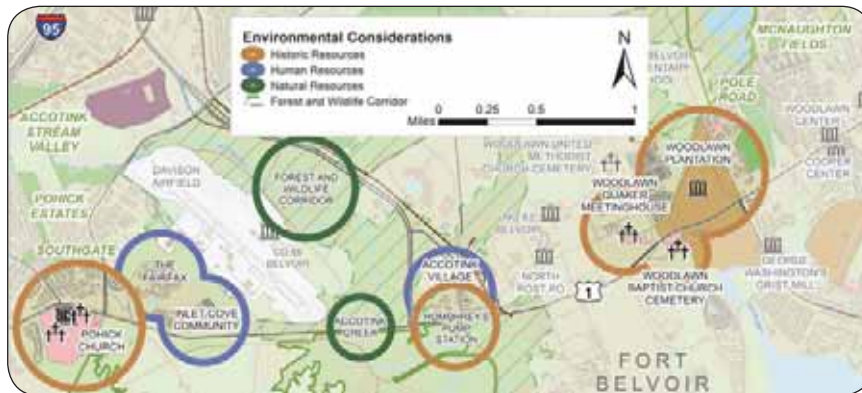 95
Environmental Considerations
Historic Resources
Human Resources
Natural Resources
Forest and Wildlife Corridor
N
0 0.25 0.5 1
Miles
MCNAUGHTON
FIELDS
POLE
ROAD
WOODLAWN
CENTER
COOPER
CENTER
ACCOTINK
STREAM
VALLEY
DAVISON
AIRFIELD
POHICK
ESTATES
SOUTHGATE
FOREST AND
WILDLIFE
CORRIDOR
WOODLAWN UNITED
METHODIST
CHURCH-CEMETERY
WOODLAWN
PLANTATION
WOODLAWN
QUAKER
MEETINGHOUSE
WOODLAWN
BAPTIST CHURCH
CEMETERY
GEORGE
WASHINGTON'S
GRIST MILL
THE
FAIRFAX
INLET COVE
COMMUNITY
POHICK
CHURCH
BELVOIR
ACCOTINK
CREEK
ACCOTINK
VILLAGE
HUMPHREY'S
PUMP
STATION
BELVOIR
NORTH
POST RD
1
FORT
BELVOIR